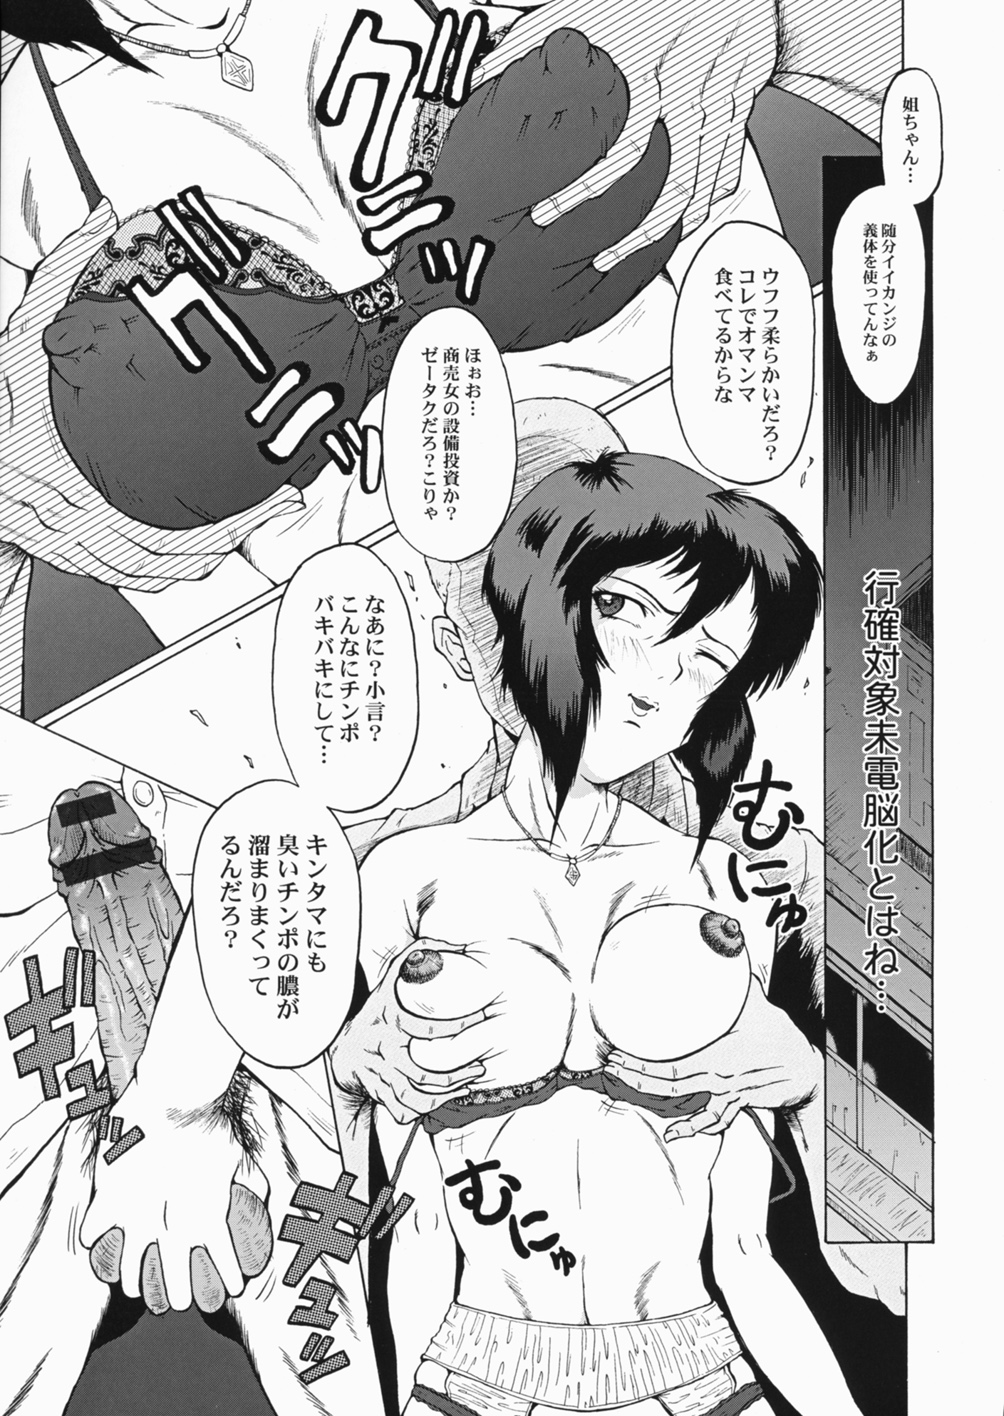 姐ちゃん…
随分イイカンジの
義体を使ってんなぁ
行確対象未電脳化とはね…
ウフフ柔らかいだろ？
コレでオマンマ
食べてるからな
ほぉお…
商売女の設備投資か？
ゼータクだろ？こりゃ
グニッグニッ
むにゅ
なあに？小言？
こんなにチンポ
バキバキにして…
キンタマにも
臭いチンポの膿が
溜まりまくって
るんだろ？
ギュッ
むにゅ
ギュッ